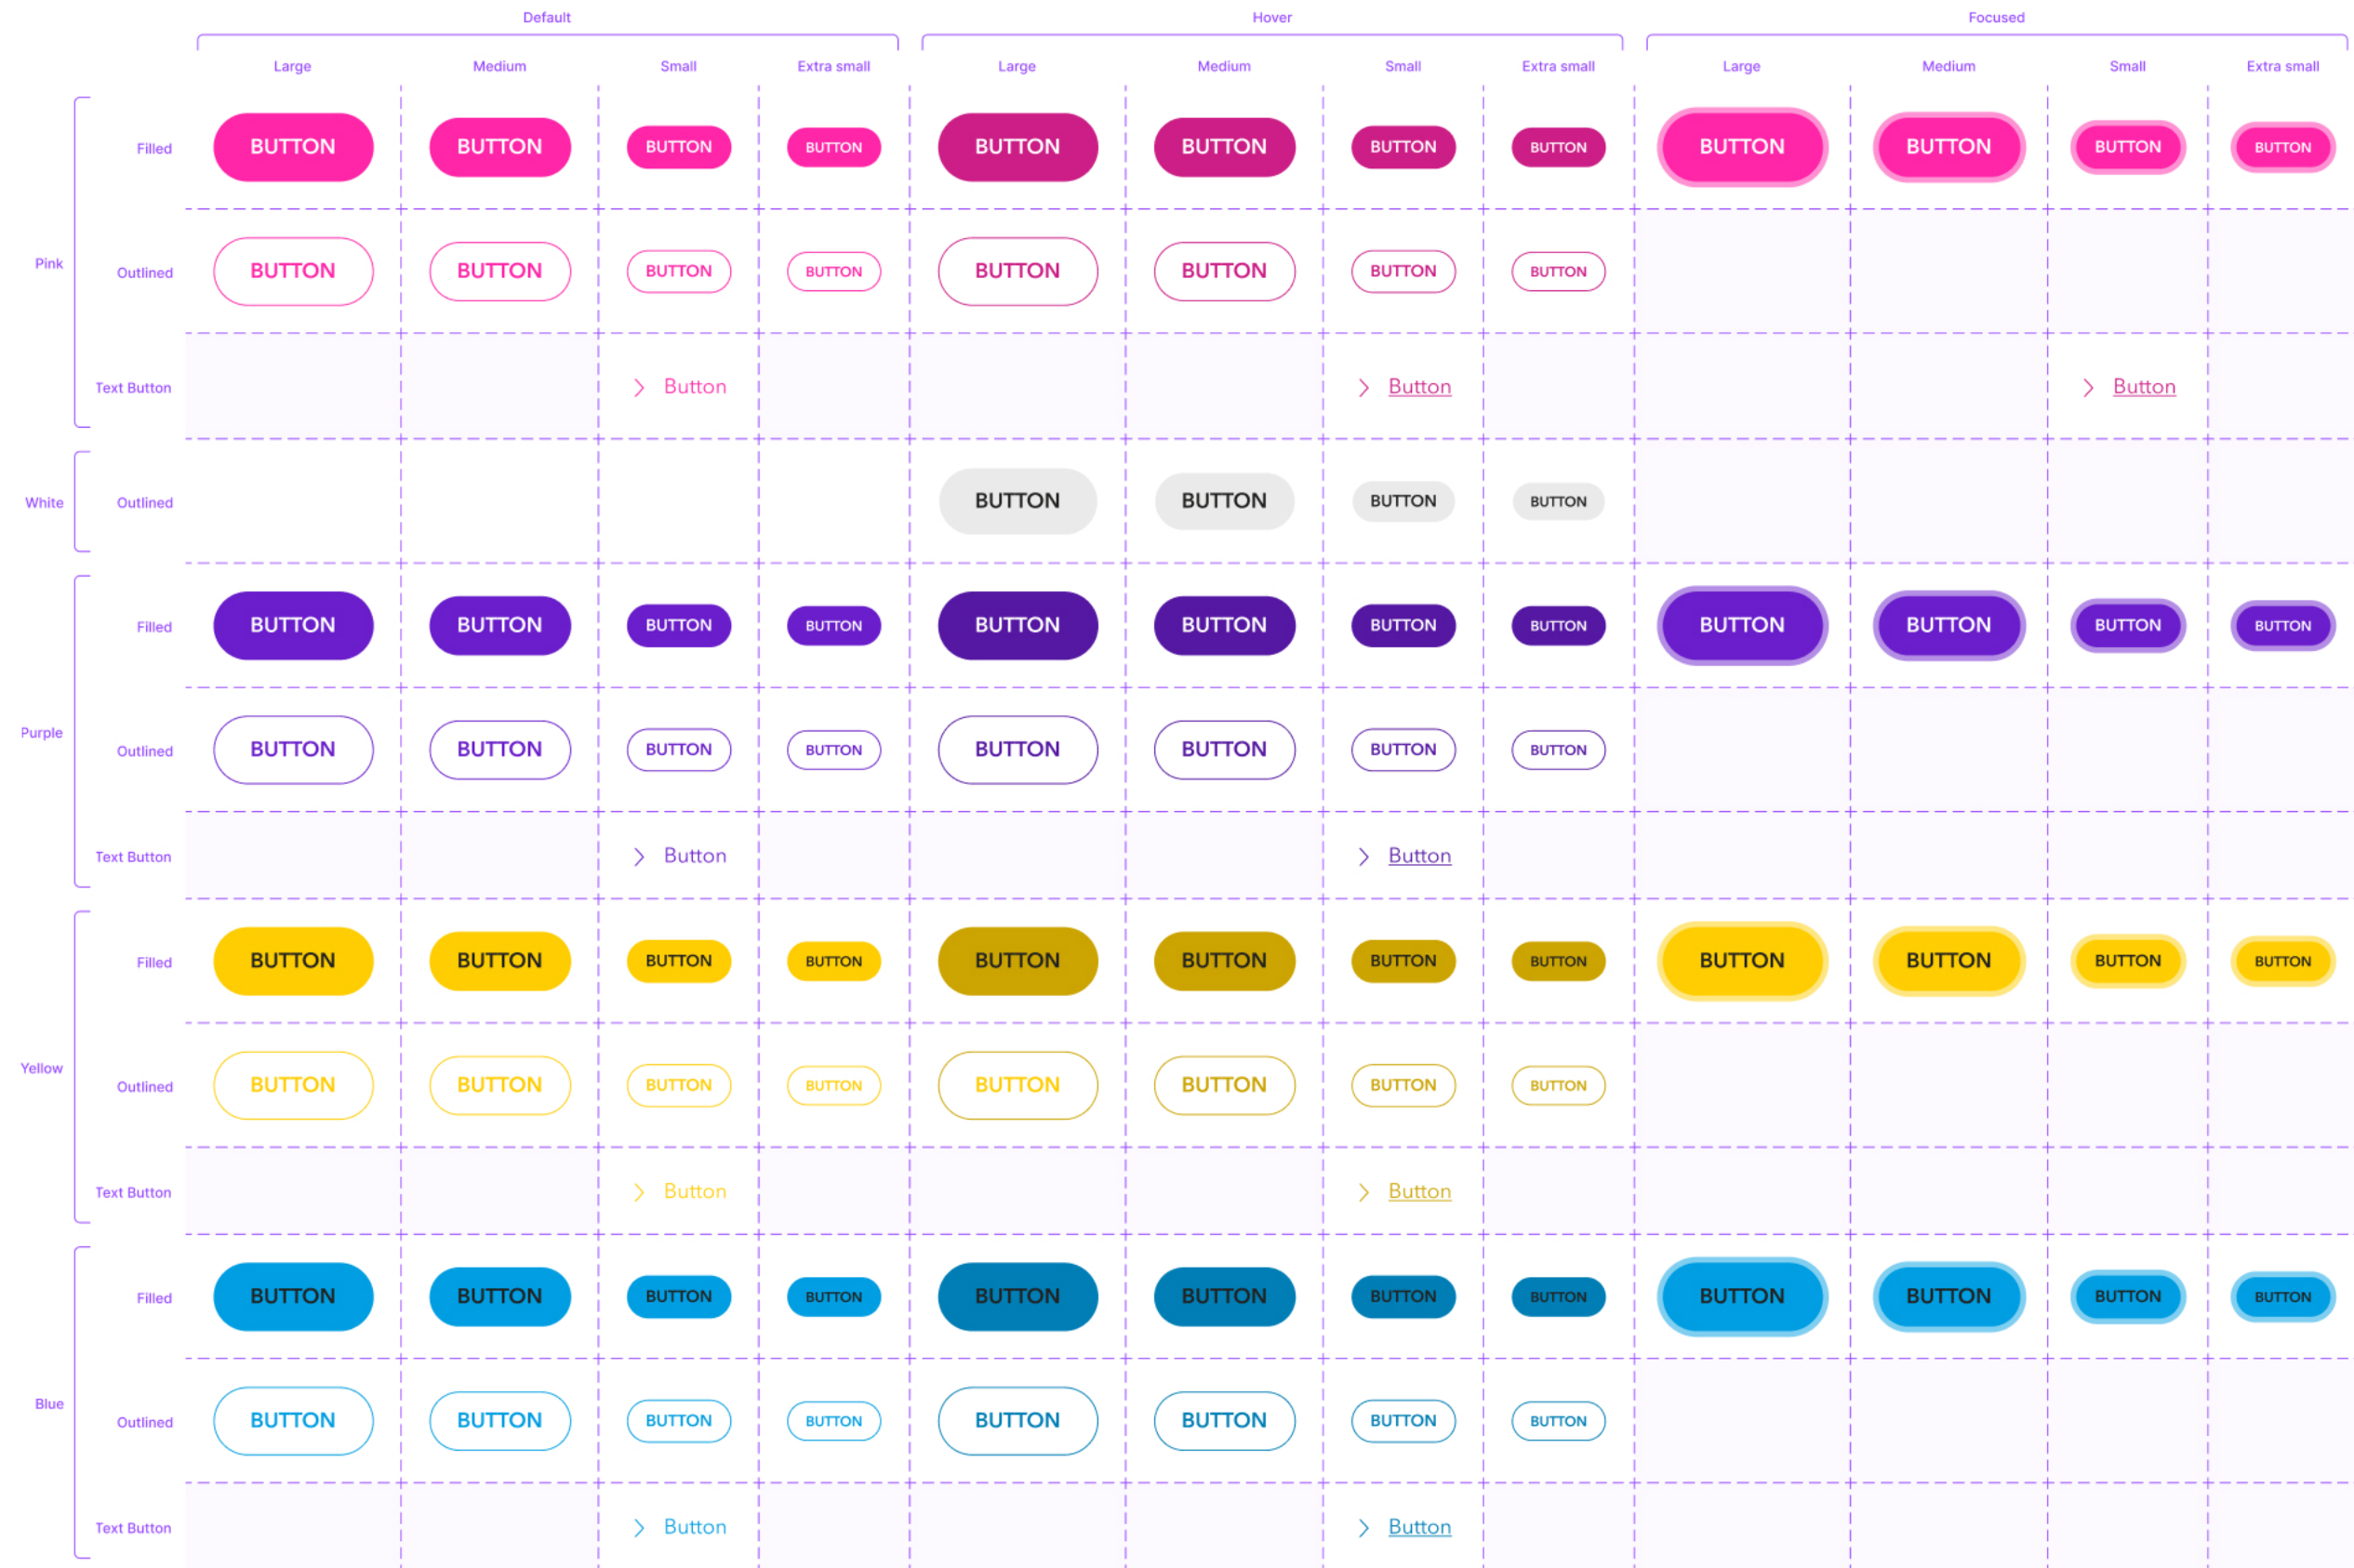 Default Hover Focused
Large Medium Small Extra small Large Medium Small Extra small Large Medium Small Extra small
Filled BUTTON BUTTON BUTTON BUTTON BUTTON BUTTON BUTTON BUTTON BUTTON BUTTON BUTTON BUTTON
Pink
Outlined BUTTON BUTTON BUTTON BUTTON BUTTON BUTTON BUTTON BUTTON
Text Button Button Button Button
White Outlined BUTTON BUTTON BUTTON BUTTON
Filled BUTTON BUTTON BUTTON BUTTON BUTTON BUTTON BUTTON BUTTON BUTTON BUTTON BUTTON BUTTON
Purple
Outlined BUTTON BUTTON BUTTON BUTTON BUTTON BUTTON BUTTON BUTTON
Text Button Button Button
Filled BUTTON BUTTON BUTTON BUTTON BUTTON BUTTON BUTTON BUTTON BUTTON BUTTON BUTTON BUTTON
Yellow
Outlined BUTTON BUTTON BUTTON BUTTON BUTTON BUTTON BUTTON BUTTON
Text Button Button Button
Filled BUTTON BUTTON BUTTON BUTTON BUTTON BUTTON BUTTON BUTTON BUTTON BUTTON BUTTON BUTTON
Blue
Outlined BUTTON BUTTON BUTTON BUTTON BUTTON BUTTON BUTTON BUTTON
Text Button Button Button